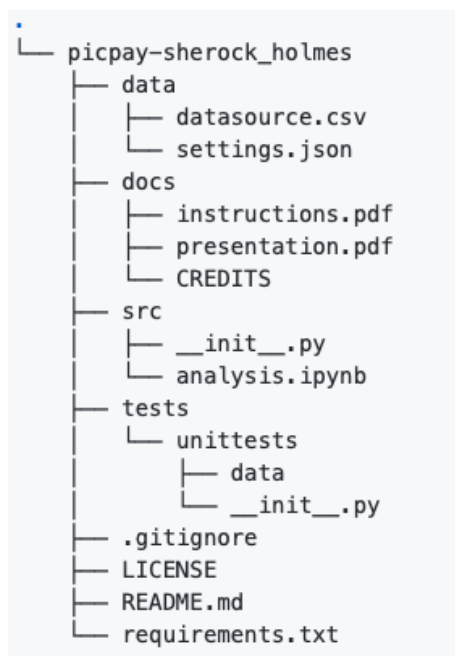 .
└── picpay-sherock_holmes
    ├── data
    │   ├── datasource.csv
    │   └── settings.json
    ├── docs
    │   ├── instructions.pdf
    │   ├── presentation.pdf
    │   └── CREDITS
    ├── src
    │   ├── __init__.py
    │   └── analysis.ipynb
    ├── tests
    │   └── unittests
    │       ├── data
    │       └── __init__.py
    ├── .gitignore
    ├── LICENSE
    ├── README.md
    └── requirements.txt